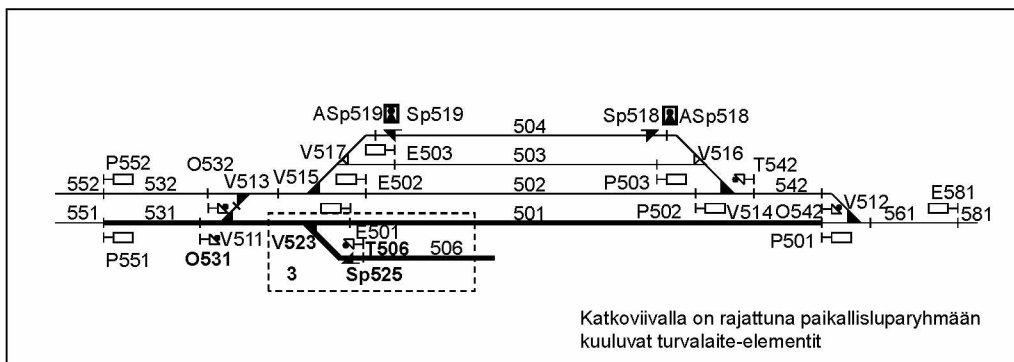 ASp519 Sp519 Sp518 ASp518
504
V517 E503 503 V516
P552 O532 T542
552 532 V513 V515 E502 502 P503 542 E581
551 531 501 P502 V514 O542 V512 561 581
V511 E501 P501
P551 O531 V523 T506 506
3 Sp525
Katkoviivalla on rajattuna paikallisluparyhmään
kuuluvat turvalaite-elementit